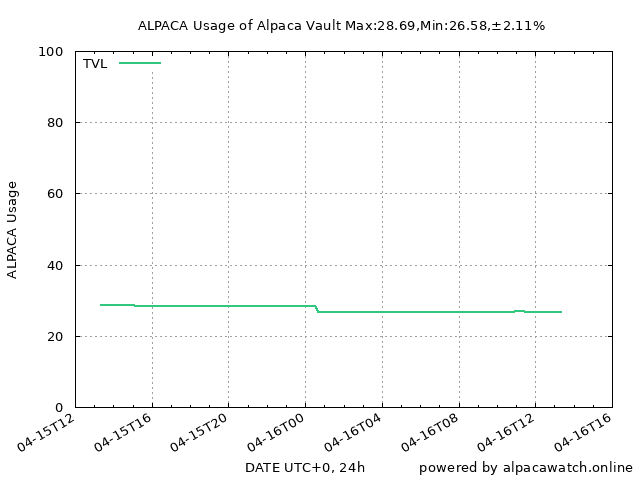 ALPACA Usage of Alpaca Vault Max:28.69,Min:26.58,±2.11%
100
TVL
80
60
ALPACA Usage
40
20
0
04-15T12 04-15T16 04-15T20 04-16T00 04-16T04 04-16T08 04-16T12 04-16T16
DATE UTC+0, 24h powered by alpacawatch.online